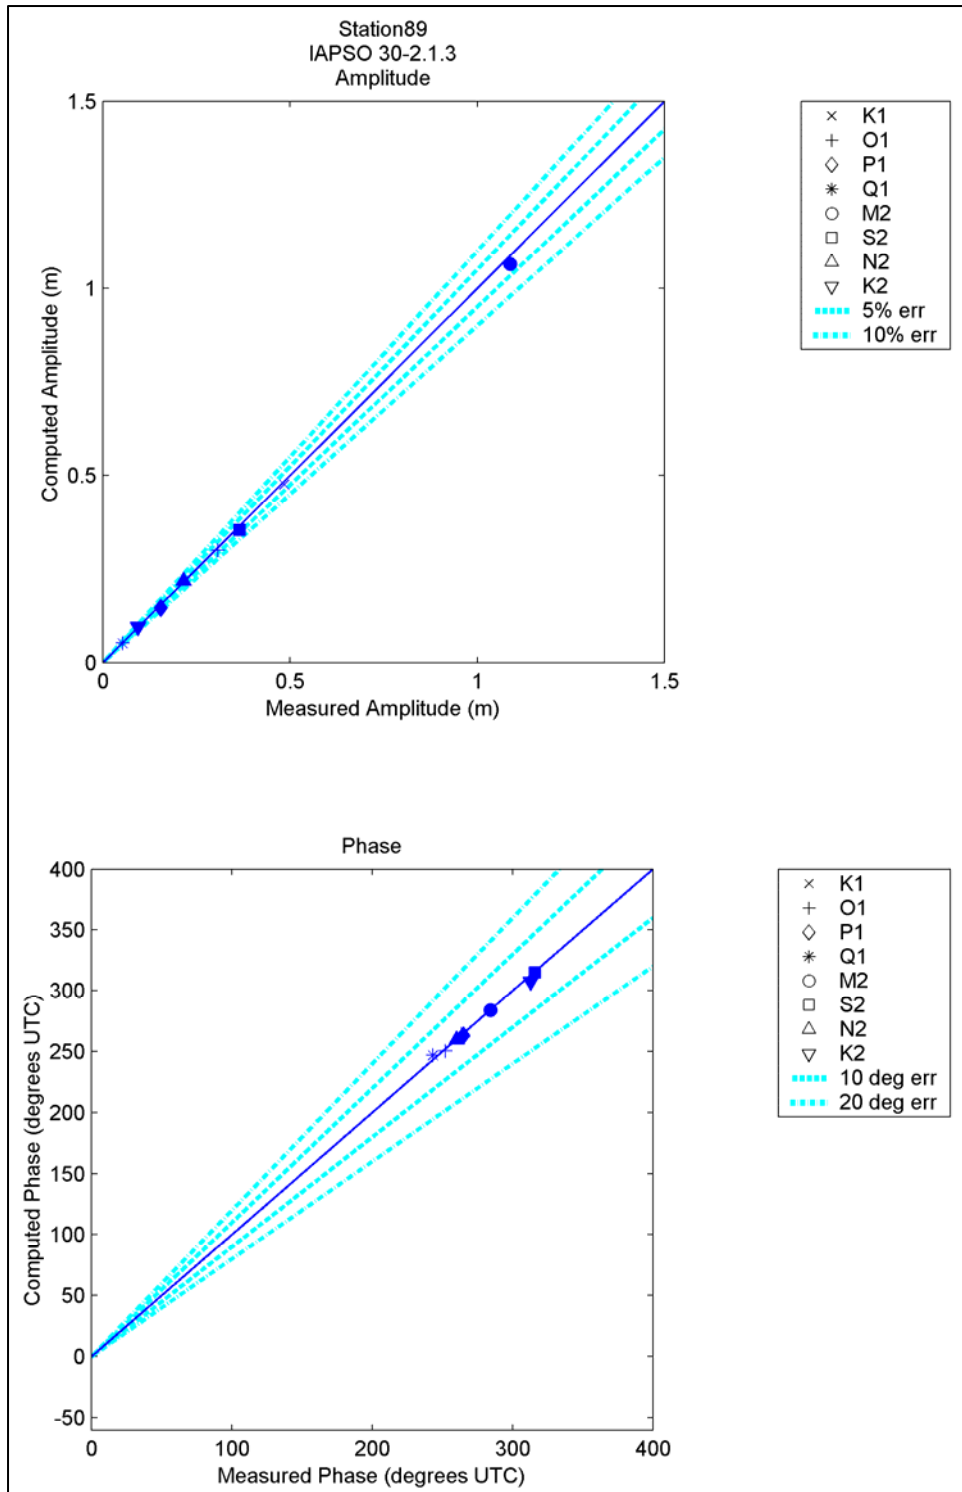 Station89
IAPSO 30-2.1.3
Amplitude
1.5
1
0.5
0
0
0.5
1
1.5
Computed Amplitude (m)
Measured Amplitude (m)
K1
O1
P1
Q1
M2
S2
N2
K2
5% err
10% err
Phase
400
350
300
250
200
150
100
50
0
-50
0
100
200
300
400
Computed Phase (degrees UTC)
Measured Phase (degrees UTC)
K1
O1
P1
Q1
M2
S2
N2
K2
10 deg err
20 deg err